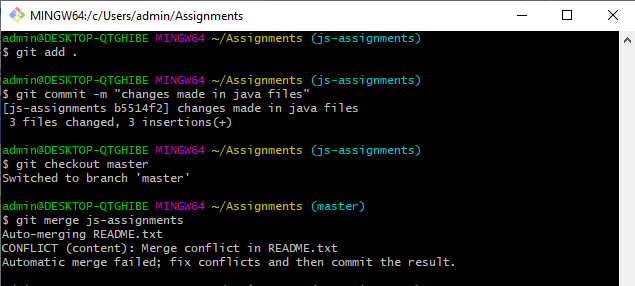 MINGW64:/c/Users/admin/Assignments
admin@DESKTOP-QTGHIBE MINGW64 ~/Assignments (js-assignments)
$ git add .
admin@DESKTOP-QTGHIBE MINGW64 ~/Assignments (js-assignments)
$ git commit -m "changes made in java files"
[js-assignments b5514f2] changes made in java files
3 files changed, 3 insertions(+)
admin@DESKTOP-QTGHIBE MINGW64 ~/Assignments (js-assignments)
$ git checkout master
Switched to branch 'master'
admin@DESKTOP-QTGHIBE MINGW64 ~/Assignments (master)
$ git merge js-assignments
Auto-merging README.txt
CONFLICT (content): Merge conflict in README.txt
Automatic merge failed; fix conflicts and then commit the result.